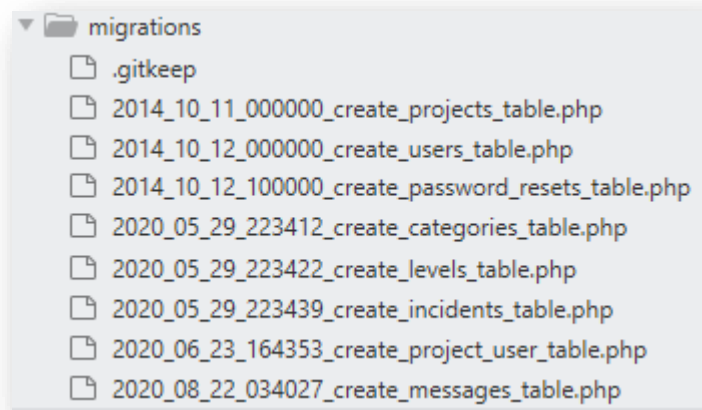 migrations
.gitkeep
2014_10_11_000000_create_projects_table.php
2014_10_12_000000_create_users_table.php
2014_10_12_100000_create_password_resets_table.php
2020_05_29_223412_create_categories_table.php
2020_05_29_223422_create_levels_table.php
2020_05_29_223439_create_incidents_table.php
2020_06_23_164353_create_project_user_table.php
2020_08_22_034027_create_messages_table.php